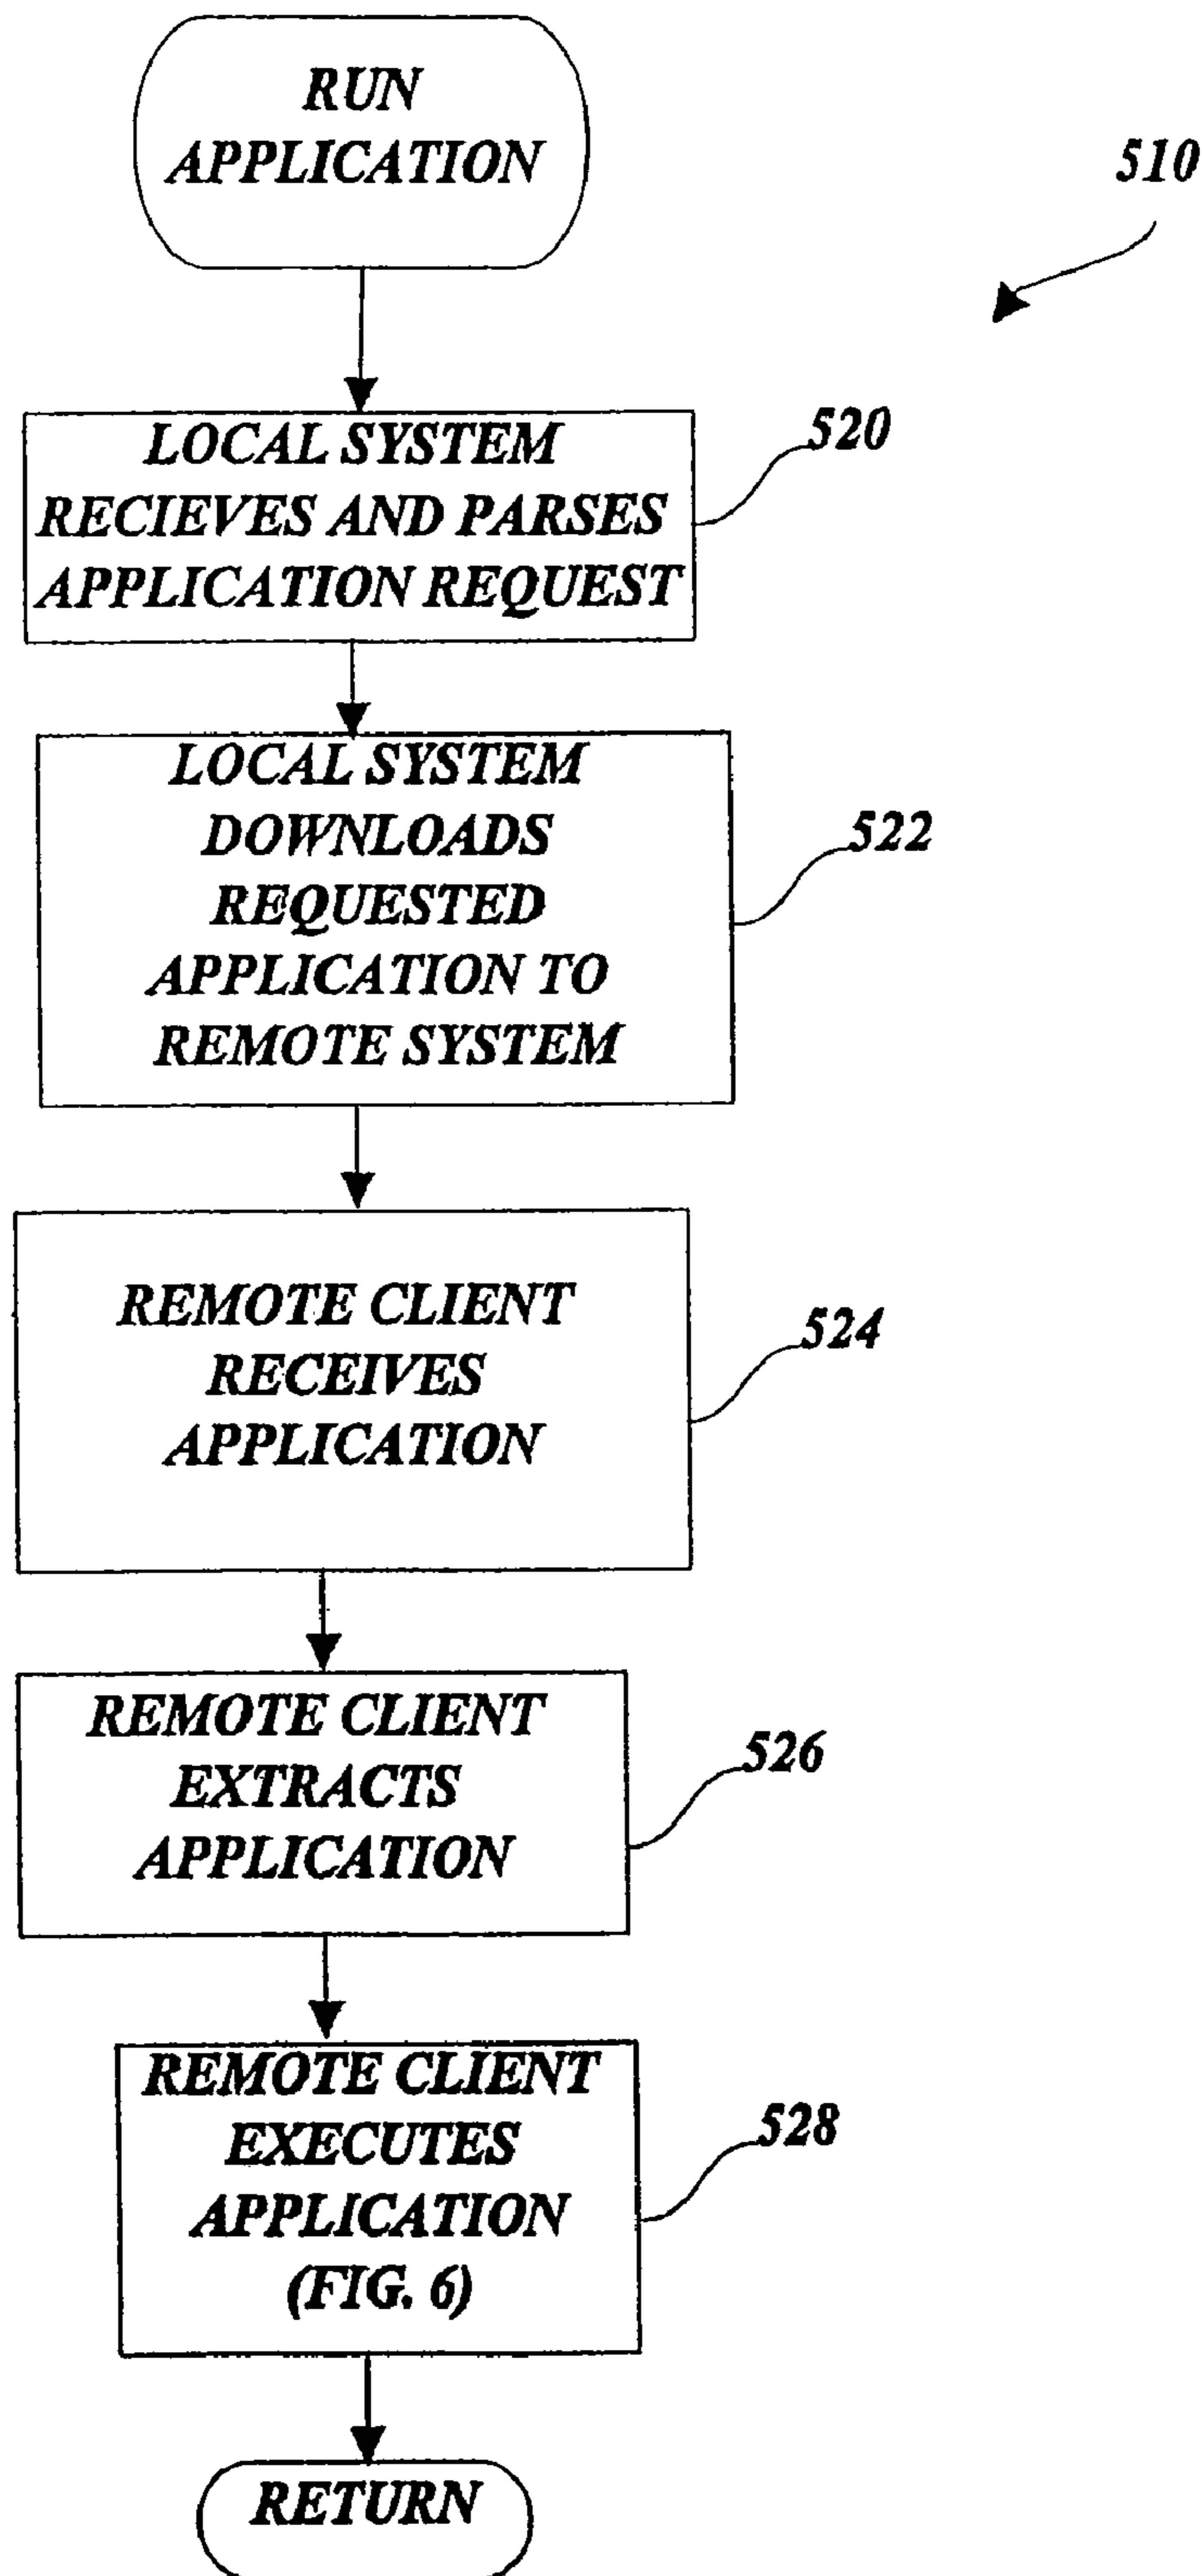 RUN
APPLICATION
510
LOCAL SYSTEM
RECIEVES AND PARSES
APPLICATION REQUEST
520
LOCAL SYSTEM
DOWNLOADS
REQUESTED
APPLICATION TO
REMOTE SYSTEM
522
REMOTE CLIENT
RECEIVES
APPLICATION
524
REMOTE CLIENT
EXTRACTS
APPLICATION
526
REMOTE CLIENT
EXECUTES
APPLICATION
(FIG. 6)
528
RETURN